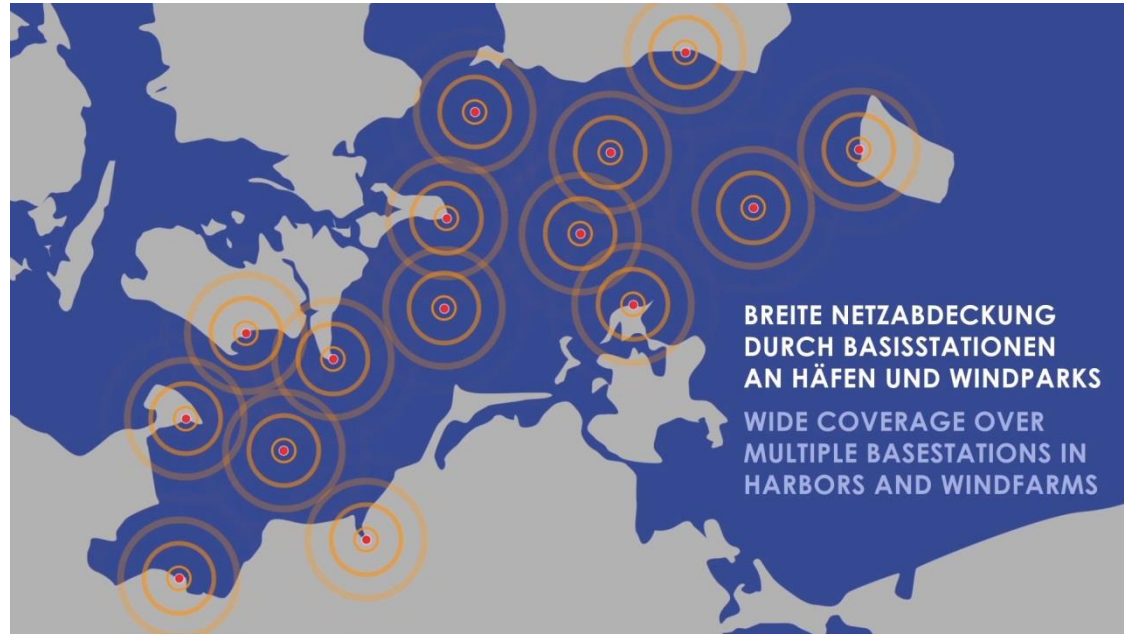 BREITE NETZABDECKUNG
DURCH BASISSTATIONEN
AN HÄFEN UND WINDPARKS
WIDE COVERAGE OVER
MULTIPLE BASESTATIONS IN
HARBORS AND WINDFARMS